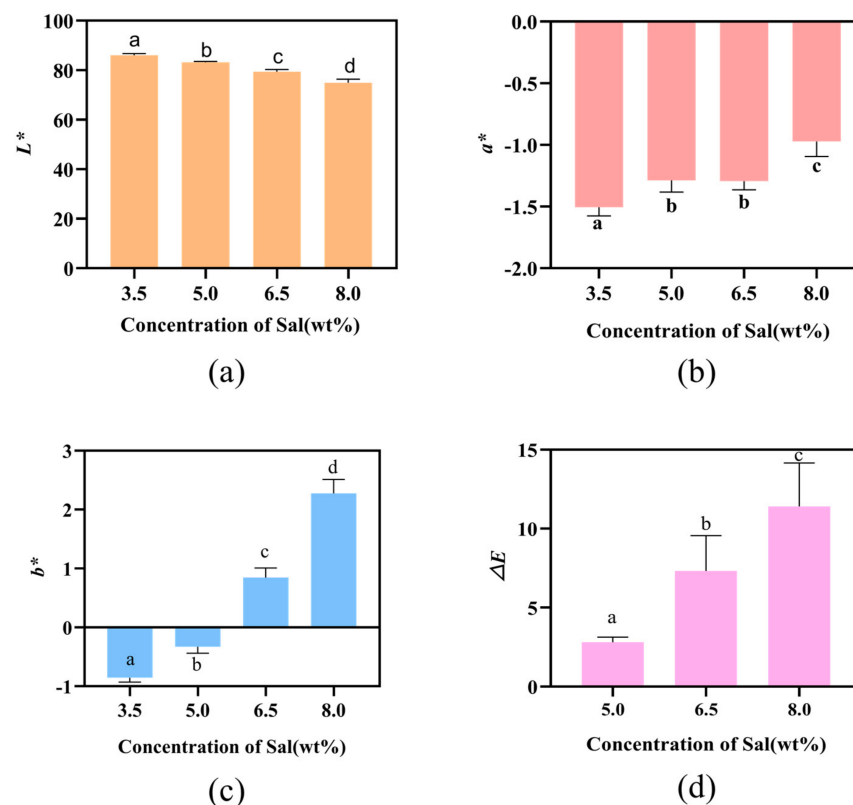 100
80
60
40
20
0
L*
a
b
c
d
3.5
5.0
6.5
8.0
Concentration of Sal(wt%)
(a)
0.0
-0.5
-1.0
-1.5
-2.0
a*
a
b
b
c
3.5
5.0
6.5
8.0
Concentration of Sal(wt%)
(b)
3
2
1
0
-1
b*
a
b
c
d
3.5
5.0
6.5
8.0
Concentration of Sal(wt%)
(c)
15
10
5
0
ΔE
a
b
c
5.0
6.5
8.0
Concentration of Sal(wt%)
(d)